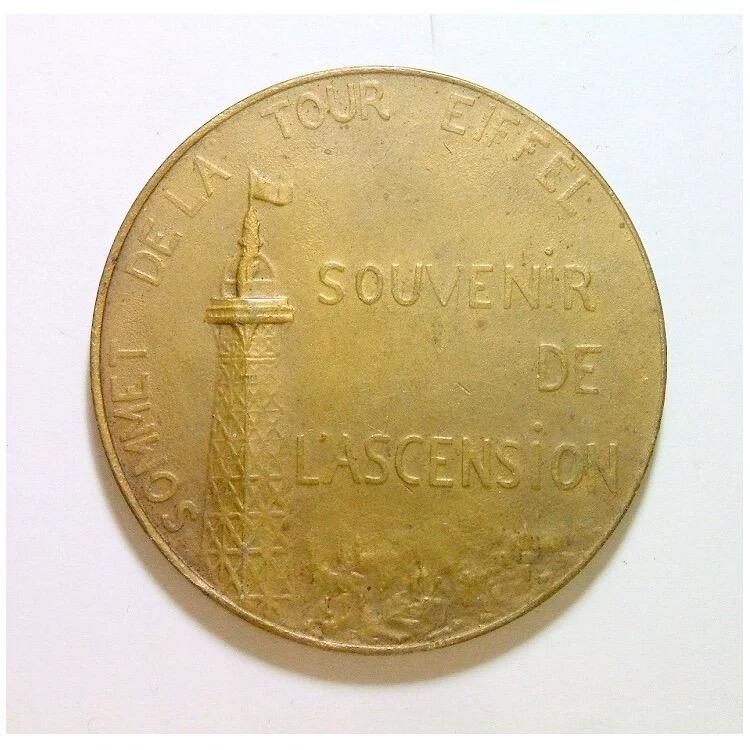 SOMMET DE LA TOUR EIFFEL
SOUVENiR
DE
L'ASCENSiON